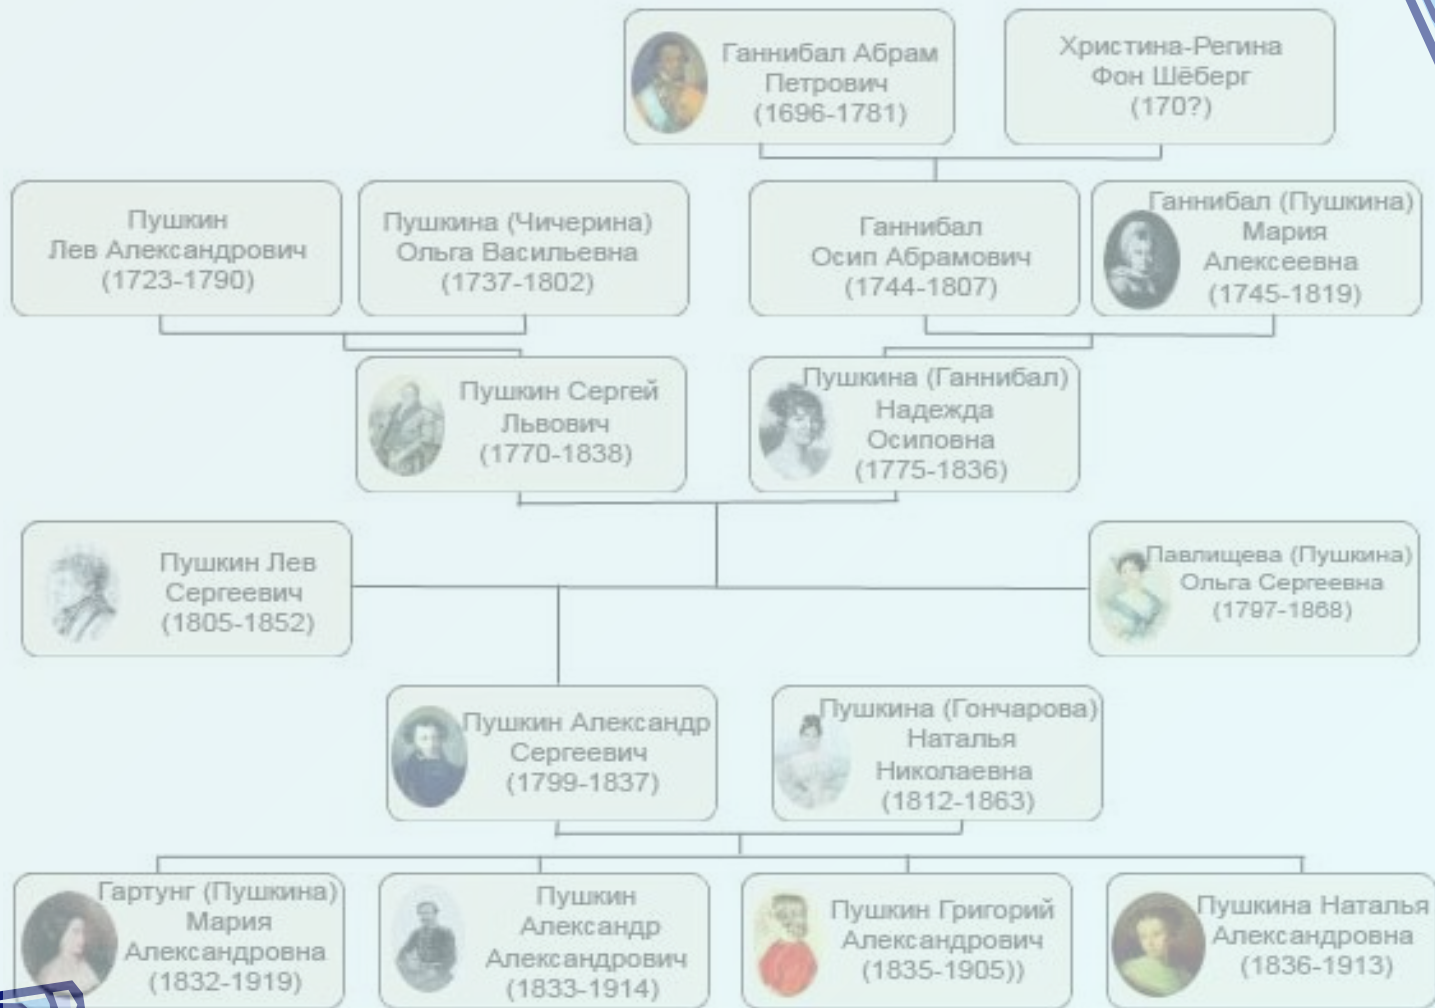 Ганнибал Абрам
Петрович
(1696-1781)
Христина-Регина
Фон Шёберг
(170?)
Пушкин
Лев Александрович
(1723-1790)
Пушкина (Чичерина)
Ольга Васильевна
(1737-1802)
Ганнибал
Осип Абрамович
(1744-1807)
Ганнибал (Пушкина)
Мария
Алексеевна
(1745-1819)
Пушкин Сергей
Львович
(1770-1838)
Пушкина (Ганнибал)
Надежда
Осиповна
(1775-1836)
Пушкин Лев
Сергеевич
(1805-1852)
Павлищева (Пушкина)
Ольга Сергеевна
(1797-1868)
Пушкин Александр
Сергеевич
(1799-1837)
Пушкина (Гончарова)
Наталья
Николаевна
(1812-1863)
Гартунг (Пушкина)
Мария
Александровна
(1832-1919)
Пушкин
Александр
Александрович
(1833-1914)
Пушкин Григорий
Александрович
(1835-1905))
Пушкина Наталья
Александровна
(1836-1913)